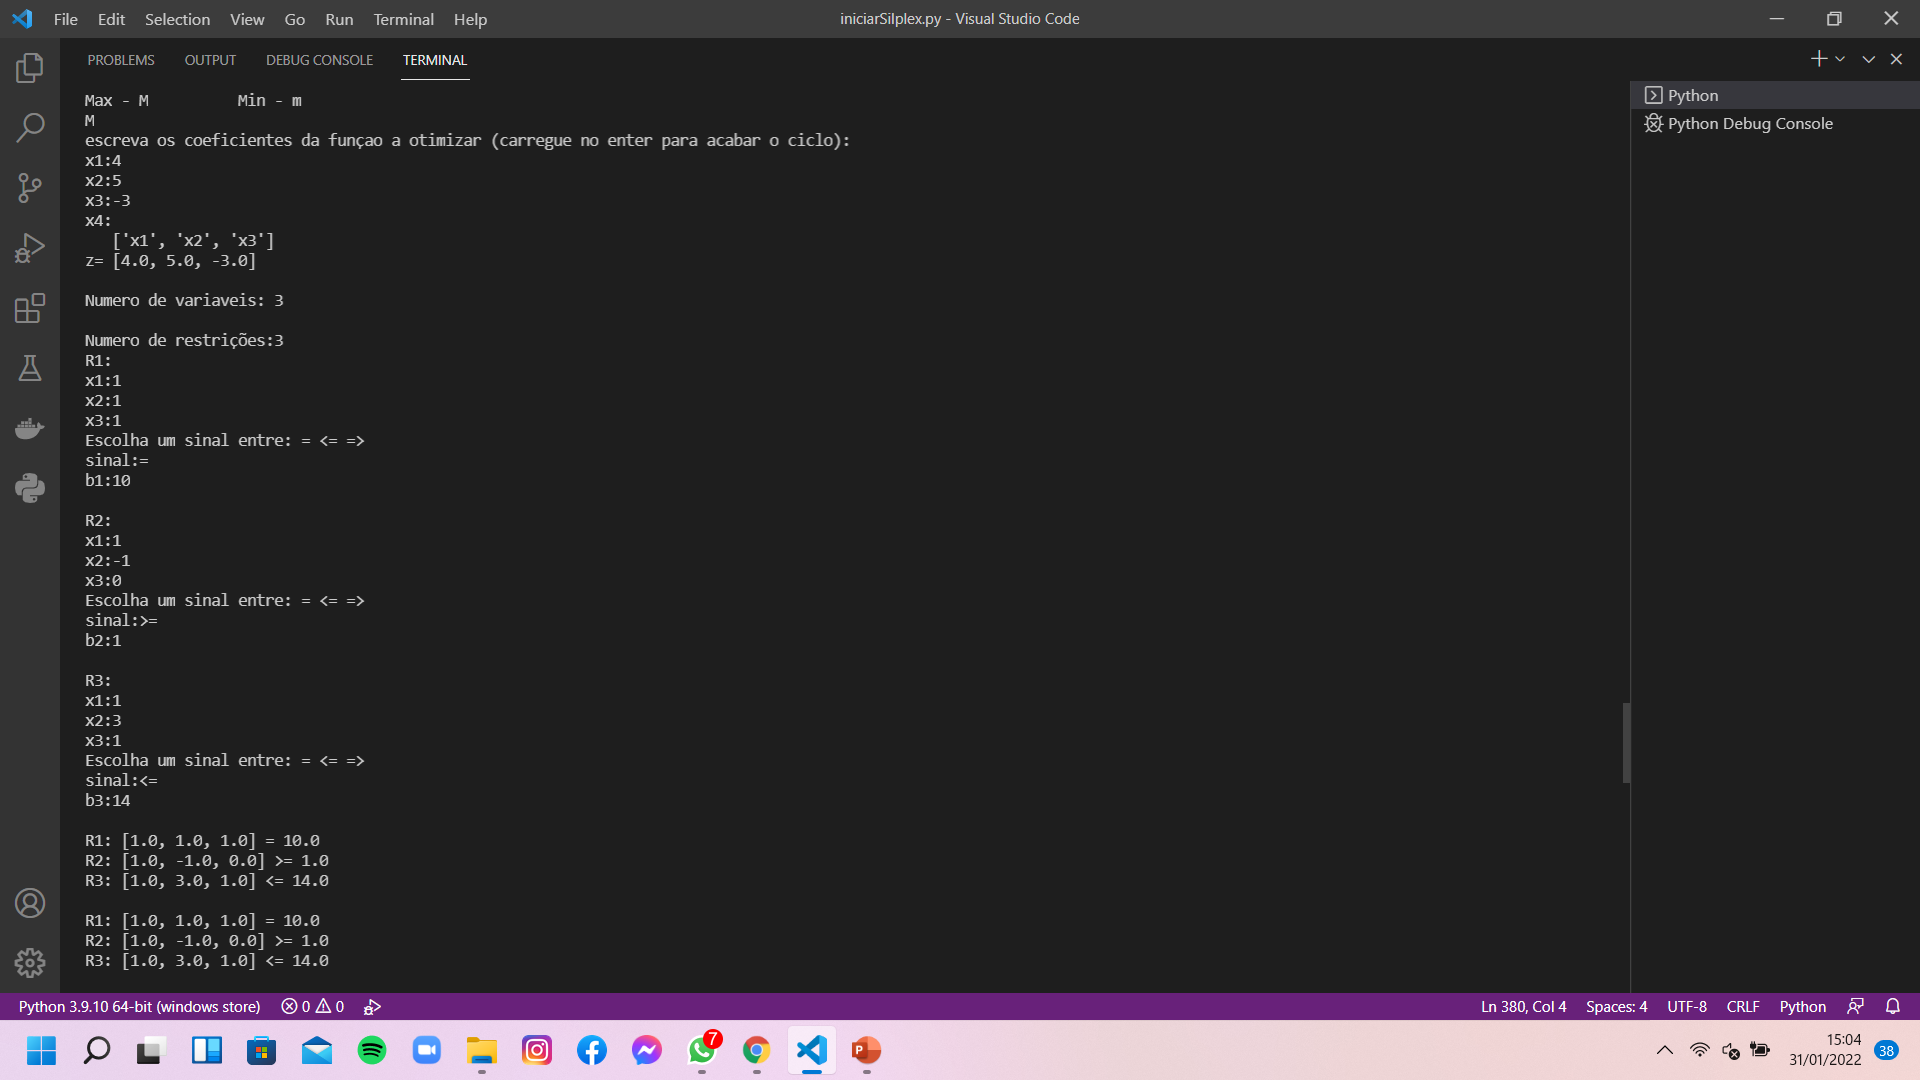 File Edit Selection View Go Run Terminal Help
iniciarSilplex.py - Visual Studio Code
PROBLEMS OUTPUT DEBUG CONSOLE TERMINAL
Max - M Min - m
M
escreva os coeficientes da funçao a otimizar (carregue no enter para acabar o ciclo):
x1:4
x2:5
x3:-3
x4:
['x1', 'x2', 'x3']
z= [4.0, 5.0, -3.0]
Numero de variaveis: 3
Numero de restrições:3
R1:
x1:1
x2:1
x3:1
Escolha um sinal entre: = <= =>
sinal:=
b1:10
R2:
x1:1
x2:-1
x3:0
Escolha um sinal entre: = <= =>
sinal:>=
b2:1
R3:
x1:1
x2:3
x3:1
Escolha um sinal entre: = <= =>
sinal:<=
b3:14
R1: [1.0, 1.0, 1.0] = 10.0
R2: [1.0, -1.0, 0.0] >= 1.0
R3: [1.0, 3.0, 1.0] <= 14.0
R1: [1.0, 1.0, 1.0] = 10.0
R2: [1.0, -1.0, 0.0] >= 1.0
R3: [1.0, 3.0, 1.0] <= 14.0
Python
Python Debug Console
Python 3.9.10 64-bit (windows store) 0 0
Ln 380, Col 4 Spaces: 4 UTF-8 CRLF Python
7
P
15:04
31/01/2022
38